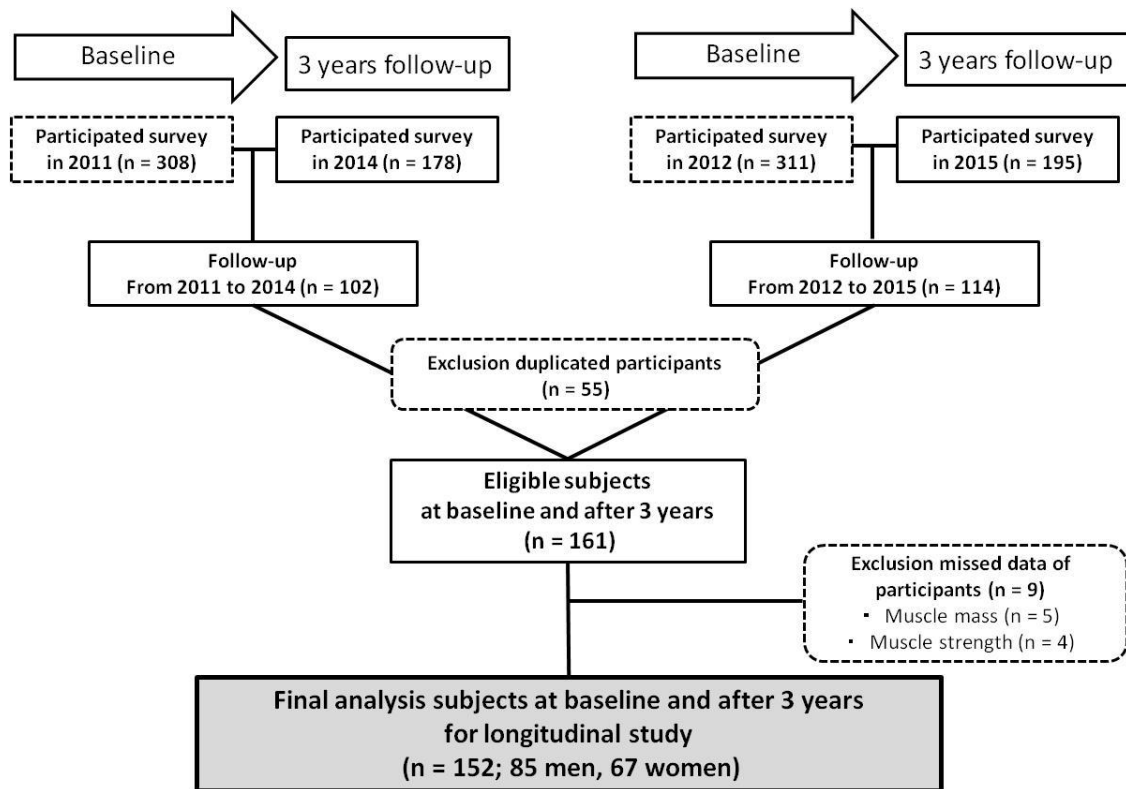 Baseline
3 years follow-up
Baseline
3 years follow-up
Participated survey
in 2011 (n = 308)
Participated survey
in 2014 (n = 178)
Participated survey
in 2012 (n = 311)
Participated survey
in 2015 (n = 195)
Follow-up
From 2011 to 2014 (n = 102)
Follow-up
From 2012 to 2015 (n = 114)
Exclusion duplicated participants
(n = 55)
Eligible subjects
at baseline and after 3 years
(n = 161)
Exclusion missed data of
participants (n = 9)
▪ Muscle mass (n = 5)
▪ Muscle strength (n = 4)
Final analysis subjects at baseline and after 3 years
for longitudinal study
(n = 152; 85 men, 67 women)